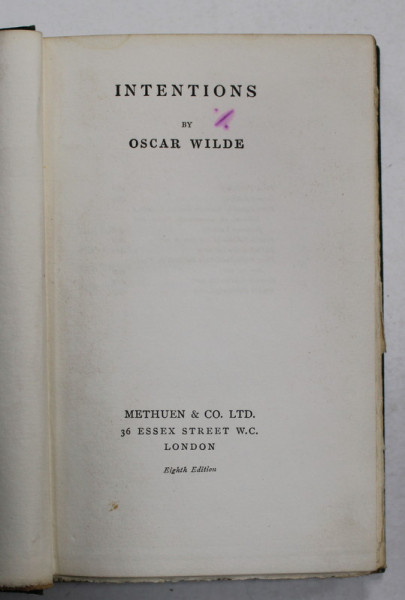 INTENTIONS
BY
OSCAR WILDE
METHUEN & CO. LTD.
36 ESSEX STREET W.C.
LONDON
Eighth Edition